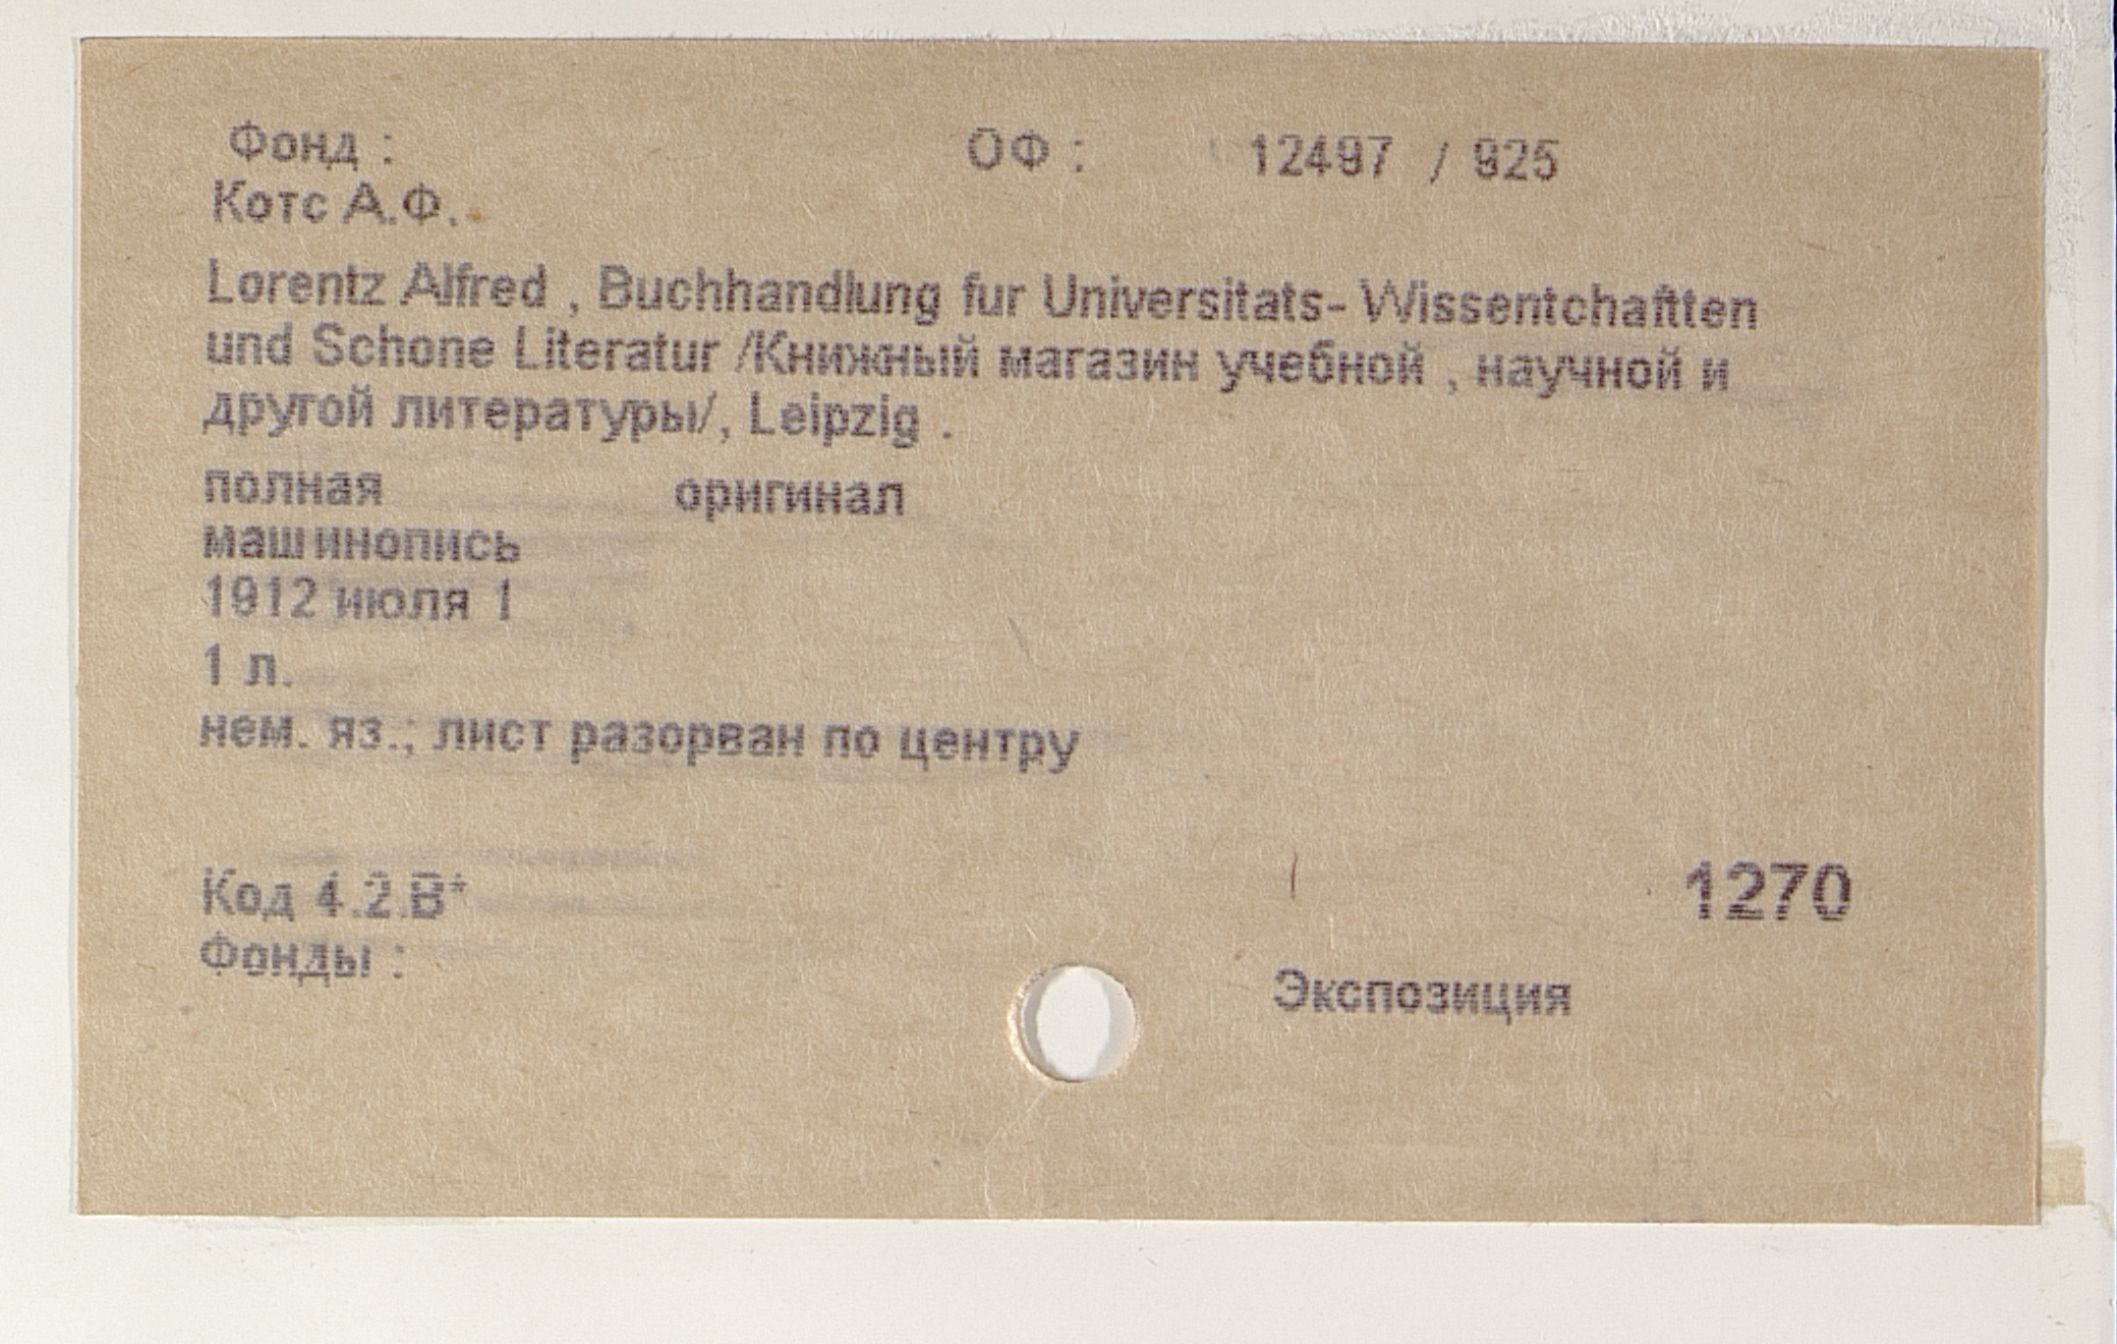 Фонд : ОФ : 12497 / 925
Котс А.Ф.
Lorentz Alfred , Buchhandlung fur Universitats- Wissentchaftten
und Schone Literatur /Книжный магазин учебной , научной и
другой литературы/, Leipzig .
полная оригинал
машинопись
1912 июля 1
1 л.
нем. яз.; лист разорван по центру
Код 4.2.В* 1270
Фонды : Экспозиция